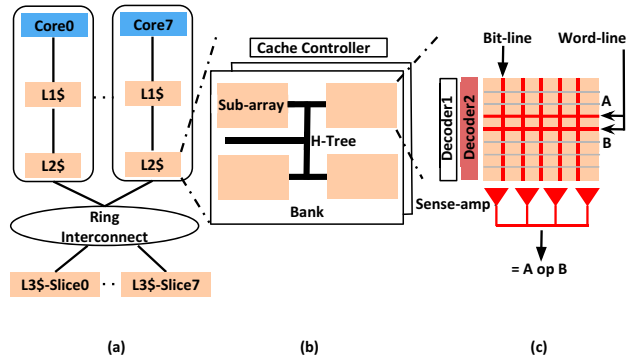 Core0
Core7
L1$
L1$
L2$
L2$
Ring
Interconnect
L3$-Slice0
L3$-Slice7
(a)
Cache Controller
Sub-array
H-Tree
Bank
(b)
Bit-line
Word-line
Decoder1
Decoder2
A
B
Sense-amp
= A op B
(c)